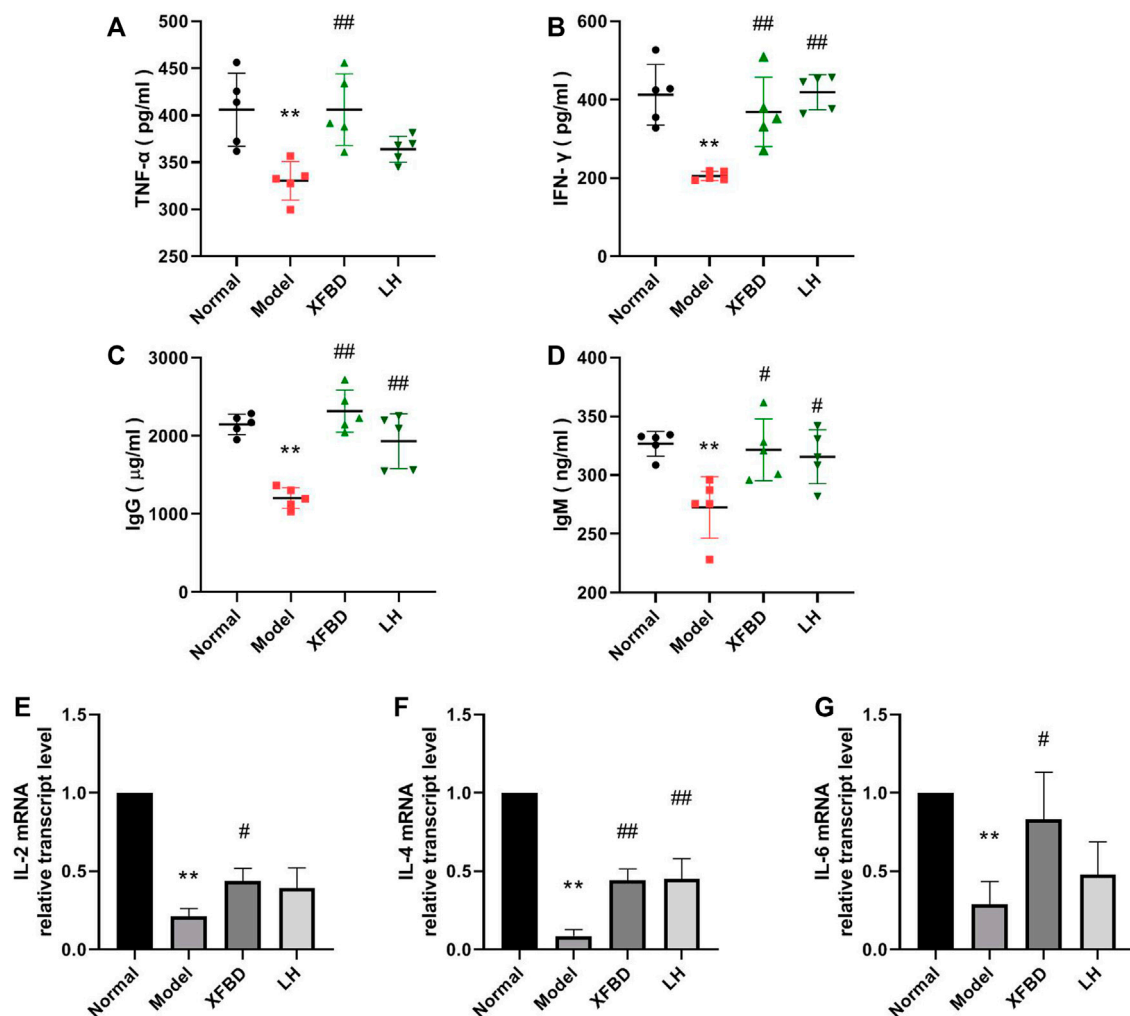 A
TNF-α ( pg/ml )
500
450
400
350
300
250
**
##
Normal
Model
XFBD
LH
B
IFN- γ (pg/ml)
600
400
200
0
**
##
##
Normal
Model
XFBD
LH
C
IgG ( μg/ml )
3000
2000
1000
0
**
##
##
Normal
Model
XFBD
LH
D
IgM ( ng/ml )
400
350
300
250
200
**
#
#
Normal
Model
XFBD
LH
E
IL-2 mRNA
relative transcript level
1.5
1.0
0.5
0.0
**
#
Normal
Model
XFBD
LH
F
IL-4 mRNA
relative transcript level
1.5
1.0
0.5
0.0
**
##
##
Normal
Model
XFBD
LH
G
IL-6 mRNA
relative transcript level
1.5
1.0
0.5
0.0
**
#
Normal
Model
XFBD
LH